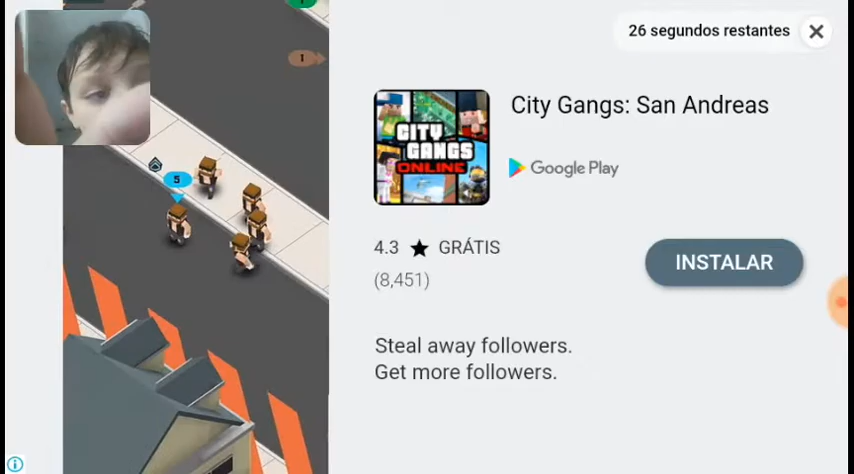 26 segundos restantes
1
5
CITY
GANGS
ONLINE
City Gangs: San Andreas
Google Play
4.3 ★ GRÁTIS
(8,451)
INSTALAR
Steal away followers.
Get more followers.